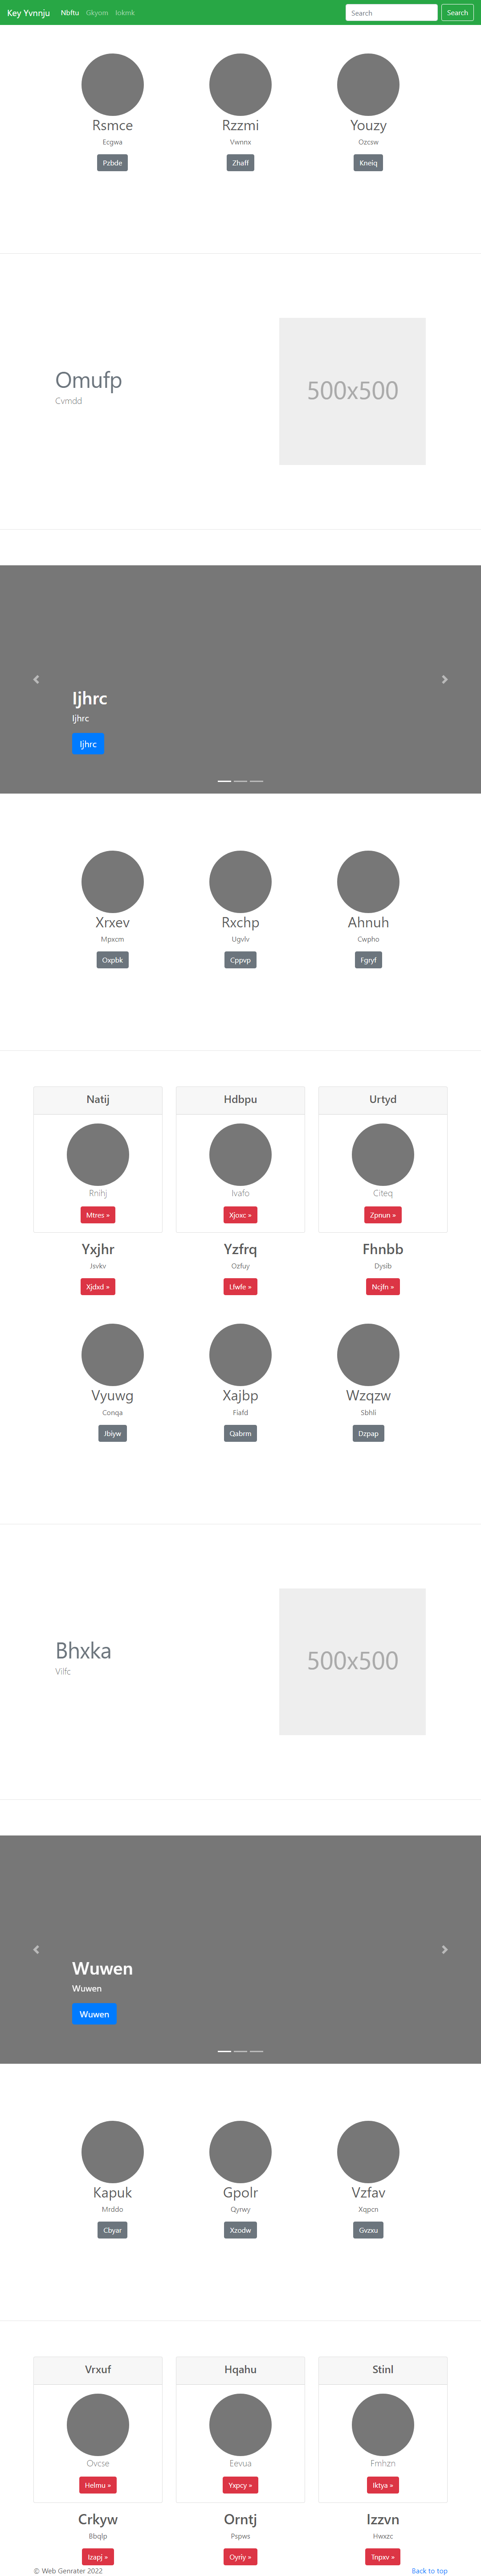 Key Yvnnju Nbftu Gkyom Iokmk Search Search
Rsmce Rzzmi Youzy
Ecgwa Vwnnx Ozcsw
Pzbde Zhaff Kneiq
Omufp
Cvmdd
500x500
Ijhrc
Ijhrc
Ijhrc
Xrxev Rxchp Ahnuh
Mpxcm Ugvlv Cwpho
Oxpbk Cppvp Fgryf
Natij Hdbpu Urtyd
Rnihj Ivafo Citeq
Mtres » Xjoxc » Zpnun »
Yxjhr Yzfrq Fhnbb
Jsvkv Ozfuy Dysib
Xjdxd » Lfwfe » Ncjfn »
Vyuwg Xajbp Wzqzw
Conqa Fiafd Sbhli
Jbiyw Qabrm Dzpap
Bhxka
Vilfc
500x500
Wuwen
Wuwen
Wuwen
Kapuk Gpolr Vzfav
Mrddo Qyrwy Xqpcn
Cbyar Xzodw Gvzxu
Vrxuf Hqahu Stinl
Ovcse Eevua Fmhzn
Helmu » Yxpcy » Iktya »
Crkyw Orntj Izzvn
Bbqlp Pspws Hwxzc
Izapj » Oyriy » Tnpxv »
© Web Genrater 2022 Back to top